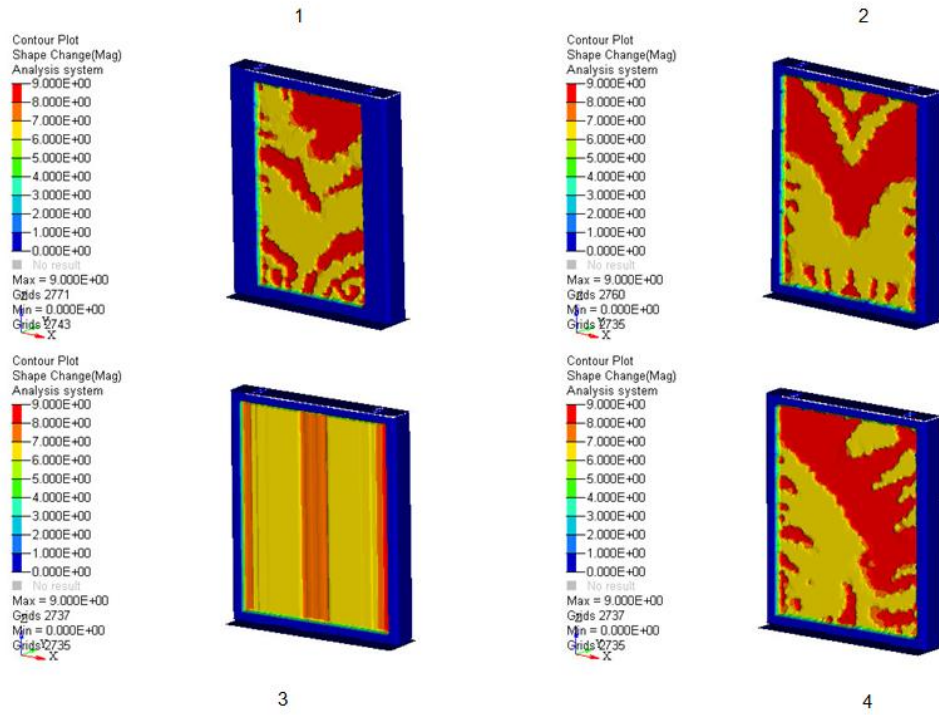 1
2
Contour Plot
Shape Change(Mag)
Analysis system
9.000E+00
8.000E+00
7.000E+00
6.000E+00
5.000E+00
4.000E+00
3.000E+00
2.000E+00
1.000E+00
0.000E+00
No result
Max = 9.000E+00
Grids 2771
Min = 0.000E+00
Grids 2743
Z
Y
X
Contour Plot
Shape Change(Mag)
Analysis system
9.000E+00
8.000E+00
7.000E+00
6.000E+00
5.000E+00
4.000E+00
3.000E+00
2.000E+00
1.000E+00
0.000E+00
No result
Max = 9.000E+00
Grids 2760
Min = 0.000E+00
Grids 2735
Z
Y
X
Contour Plot
Shape Change(Mag)
Analysis system
9.000E+00
8.000E+00
7.000E+00
6.000E+00
5.000E+00
4.000E+00
3.000E+00
2.000E+00
1.000E+00
0.000E+00
No result
Max = 9.000E+00
Grids 2737
Min = 0.000E+00
Grids 2735
Z
Y
X
Contour Plot
Shape Change(Mag)
Analysis system
9.000E+00
8.000E+00
7.000E+00
6.000E+00
5.000E+00
4.000E+00
3.000E+00
2.000E+00
1.000E+00
0.000E+00
No result
Max = 9.000E+00
Grids 2737
Min = 0.000E+00
Grids 2735
Z
Y
X
3
4